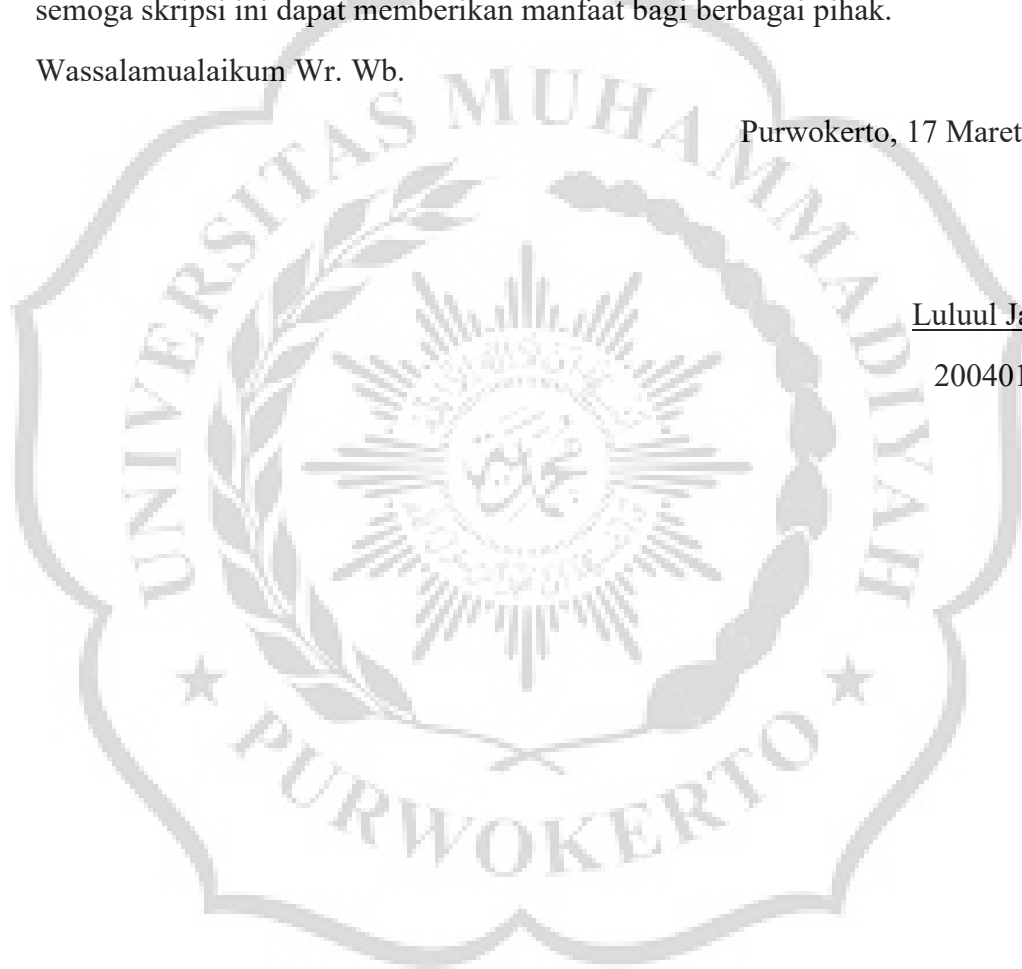 semoga skripsi ini dapat memberikan manfaat bagi berbagai pihak.
Wassalamualaikum Wr. Wb.
Purwokerto, 17 Maret
Luluul Ja
200401
UNIVERSITAS MUHAMMADIYAH
PURWOKERTO